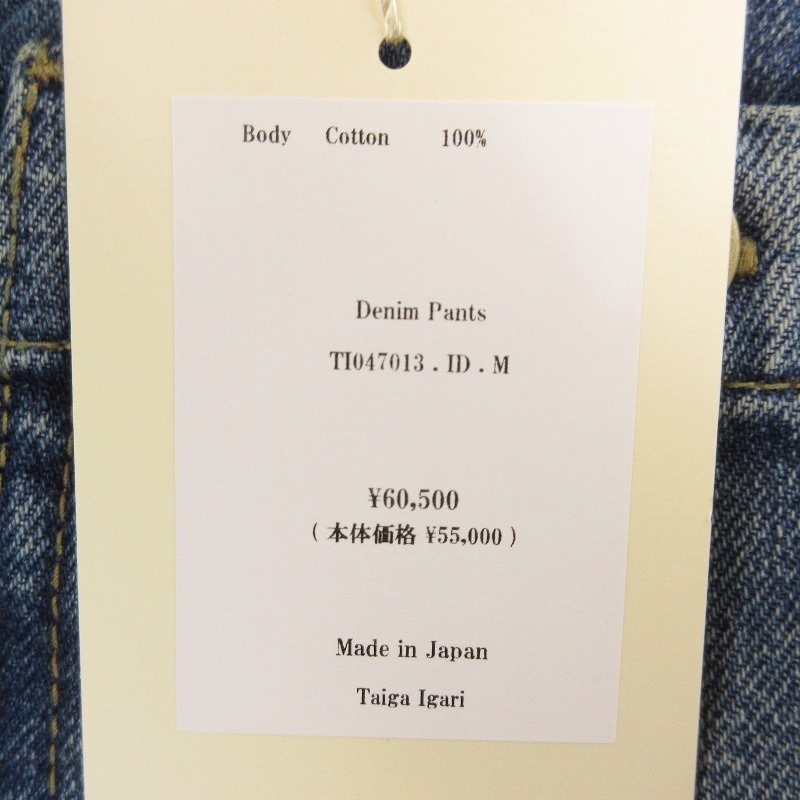 Body Cotton 100%
Denim Pants
TI047013 . ID . M
¥60,500
( 本体価格 ¥55,000 )
Made in Japan
Taiga Igari